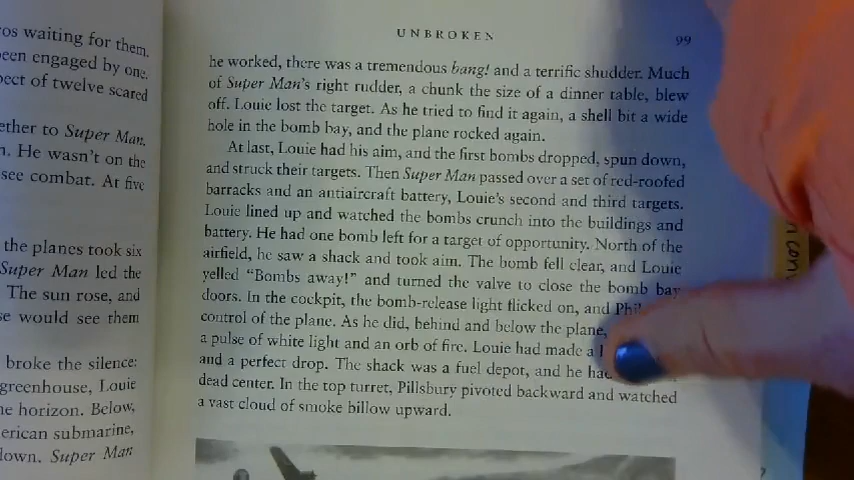 os waiting for them.
een engaged by one.
pect of twelve scared
ether to Super Man.
n. He wasn't on the
see combat. At five
the planes took six
Super Man led the
The sun rose, and
se would see them
broke the silence:
greenhouse, Louie
he horizon. Below,
erican submarine,
down. Super Man
UNBROKEN
99
he worked, there was a tremendous bang! and a terrific shudder. Much
of Super Man's right rudder, a chunk the size of a dinner table, blew
off. Louie lost the target. As he tried to find it again, a shell bit a wide
hole in the bomb bay, and the plane rocked again.
At last, Louie had his aim, and the first bombs dropped, spun down,
and struck their targets. Then Super Man passed over a set of red-roofed
barracks and an antiaircraft battery, Louie's second and third targets.
Louie lined up and watched the bombs crunch into the buildings and
battery. He had one bomb left for a target of opportunity. North of the
airfield, he saw a shack and took aim. The bomb fell clear, and Louie
yelled "Bombs away!" and turned the valve to close the bomb bay
doors. In the cockpit, the bomb-release light flicked on, and
control of the plane. As he did, behind and below the plane,
a pulse of white light and an orb of fire. Louie had made a
and a perfect drop. The shack was a fuel depot, and he
dead center. In the top turret, Pillsbury pivoted backward and watched
a vast cloud of smoke billow upward.